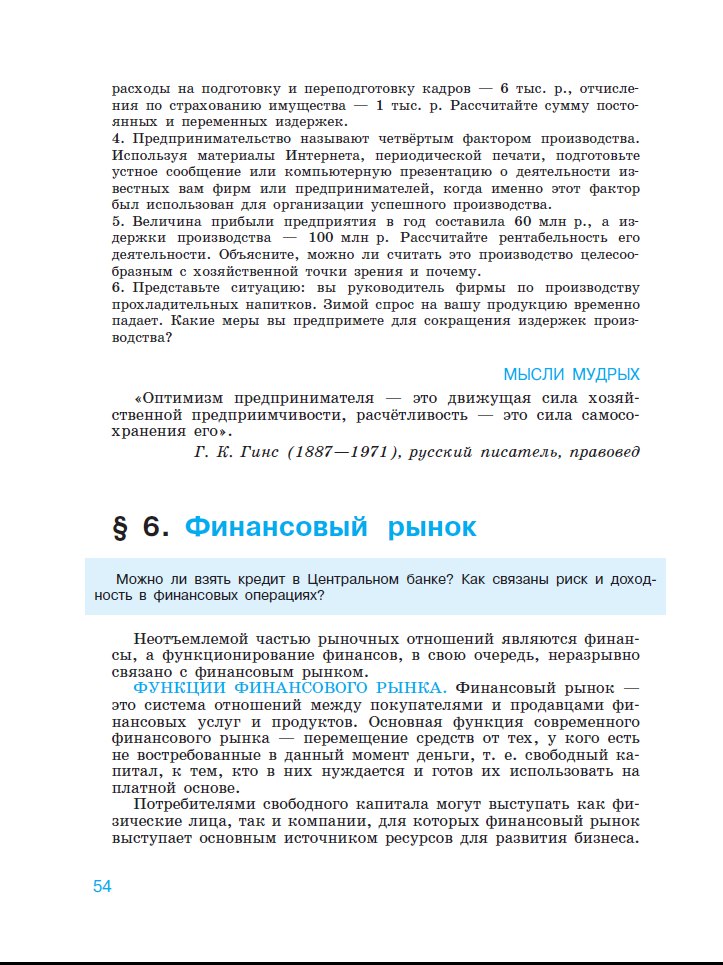 расходы на подготовку и переподготовку кадров — 6 тыс. р., отчисле-
ния по страхованию имущества — 1 тыс. р. Рассчитайте сумму посто-
янных и переменных издержек.
4. Предпринимательство называют четвёртым фактором производства.
Используя материалы Интернета, периодической печати, подготовьте
устное сообщение или компьютерную презентацию о деятельности из-
вестных вам фирм или предпринимателей, когда именно этот фактор
был использован для организации успешного производства.
5. Величина прибыли предприятия в год составила 60 млн р., а из-
держки производства — 100 млн р. Рассчитайте рентабельность его
деятельности. Объясните, можно ли считать это производство целесоо-
бразным с хозяйственной точки зрения и почему.
6. Представьте ситуацию: вы руководитель фирмы по производству
прохладительных напитков. Зимой спрос на вашу продукцию временно
падает. Какие меры вы предпримете для сокращения издержек произ-
водства?
МЫСЛИ МУДРЫХ
«Оптимизм предпринимателя — это движущая сила хозяй-
ственной предприимчивости, расчётливость — это сила самосо-
хранения его».
Г. К. Гинс (1887—1971), русский писатель, правовед
§ 6. Финансовый рынок
Можно ли взять кредит в Центральном банке? Как связаны риск и доход-
ность в финансовых операциях?
Неотъемлемой частью рыночных отношений являются финан-
сы, а функционирование финансов, в свою очередь, неразрывно
связано с финансовым рынком.
ФУНКЦИИ ФИНАНСОВОГО РЫНКА. Финансовый рынок —
это система отношений между покупателями и продавцами фи-
нансовых услуг и продуктов. Основная функция современного
финансового рынка — перемещение средств от тех, у кого есть
не востребованные в данный момент деньги, т. е. свободный ка-
питал, к тем, кто в них нуждается и готов их использовать на
платной основе.
Потребителями свободного капитала могут выступать как фи-
зические лица, так и компании, для которых финансовый рынок
выступает основным источником ресурсов для развития бизнеса.
54